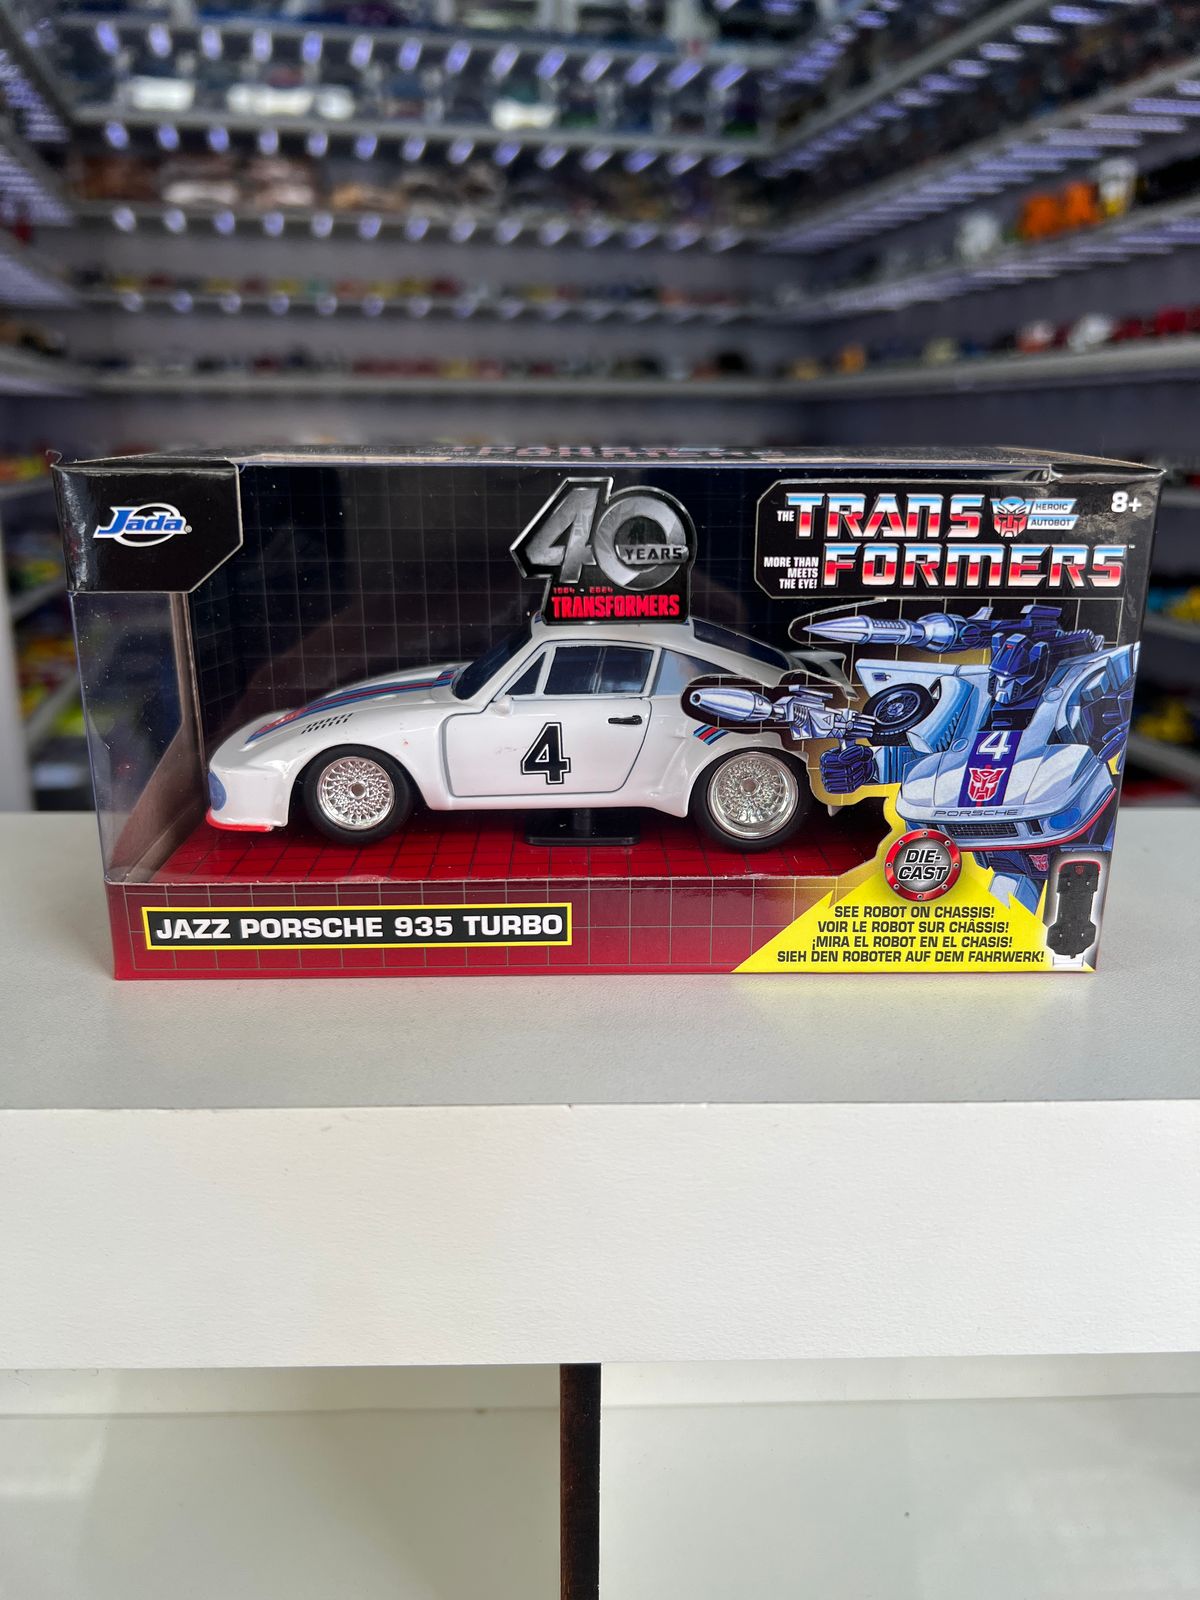 Jada
40
YEARS
1984 - 2024
TRANSFORMERS
THE
TRANS
FORMERS
MORE THAN
MEETS
THE EYE!
HEROIC
AUTOBOT
8+
4
4
PORSCHE
DIE-
CAST
JAZZ PORSCHE 935 TURBO
SEE ROBOT ON CHASSIS!
VOIR LE ROBOT SUR CHÂSSIS!
¡MIRA EL ROBOT EN EL CHASIS!
SIEH DEN ROBOTER AUF DEM FAHRWERK!